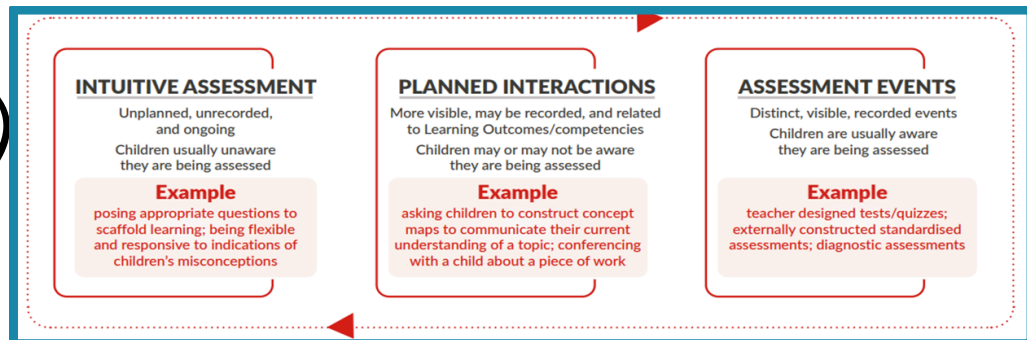 INTUITIVE ASSESSMENT
Unplanned, unrecorded,
and ongoing
Children usually unaware
they are being assessed
Example
posing appropriate questions to
scaffold learning; being flexible
and responsive to indications of
children's misconceptions
PLANNED INTERACTIONS
More visible, may be recorded, and related
to Learning Outcomes/competencies
Children may or may not be aware
they are being assessed
Example
asking children to construct concept
maps to communicate their current
understanding of a topic; conferencing
with a child about a piece of work
ASSESSMENT EVENTS
Distinct, visible, recorded events
Children are usually aware
they are being assessed
Example
teacher designed tests/quizzes;
externally constructed standardised
assessments; diagnostic assessments